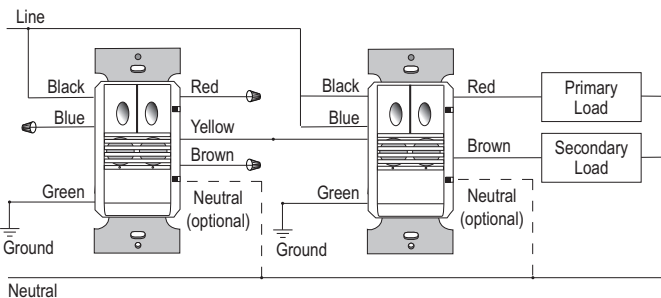 Line
Black
Red
Blue
Yellow
Brown
Green
Neutral
(optional)
Ground
Black
Red
Primary
Load
Blue
Brown
Secondary
Load
Green
Neutral
(optional)
Ground
Neutral